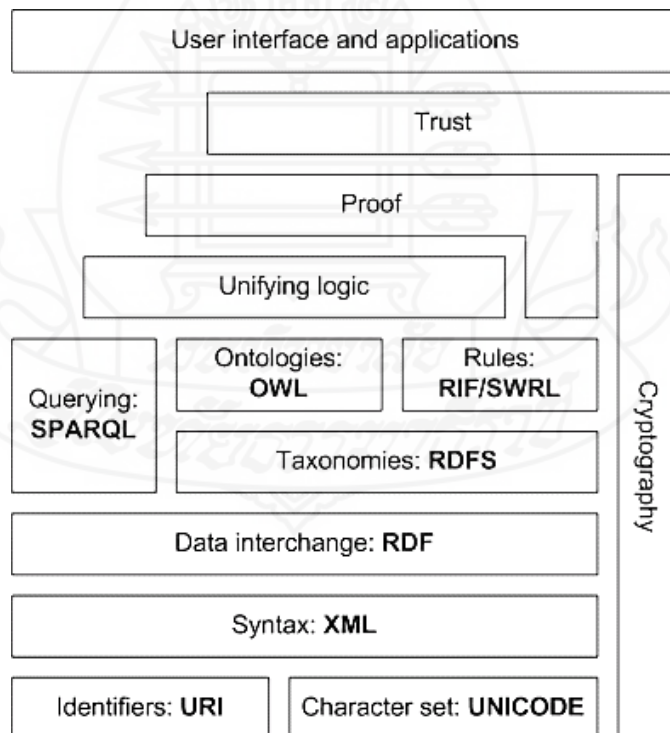 User interface and applications
Trust
Proof
Unifying logic
Querying:
SPARQL
Ontologies:
OWL
Rules:
RIF/SWRL
Taxonomies: RDFS
Cryptography
Data interchange: RDF
Syntax: XML
Identifiers: URI
Character set: UNICODE